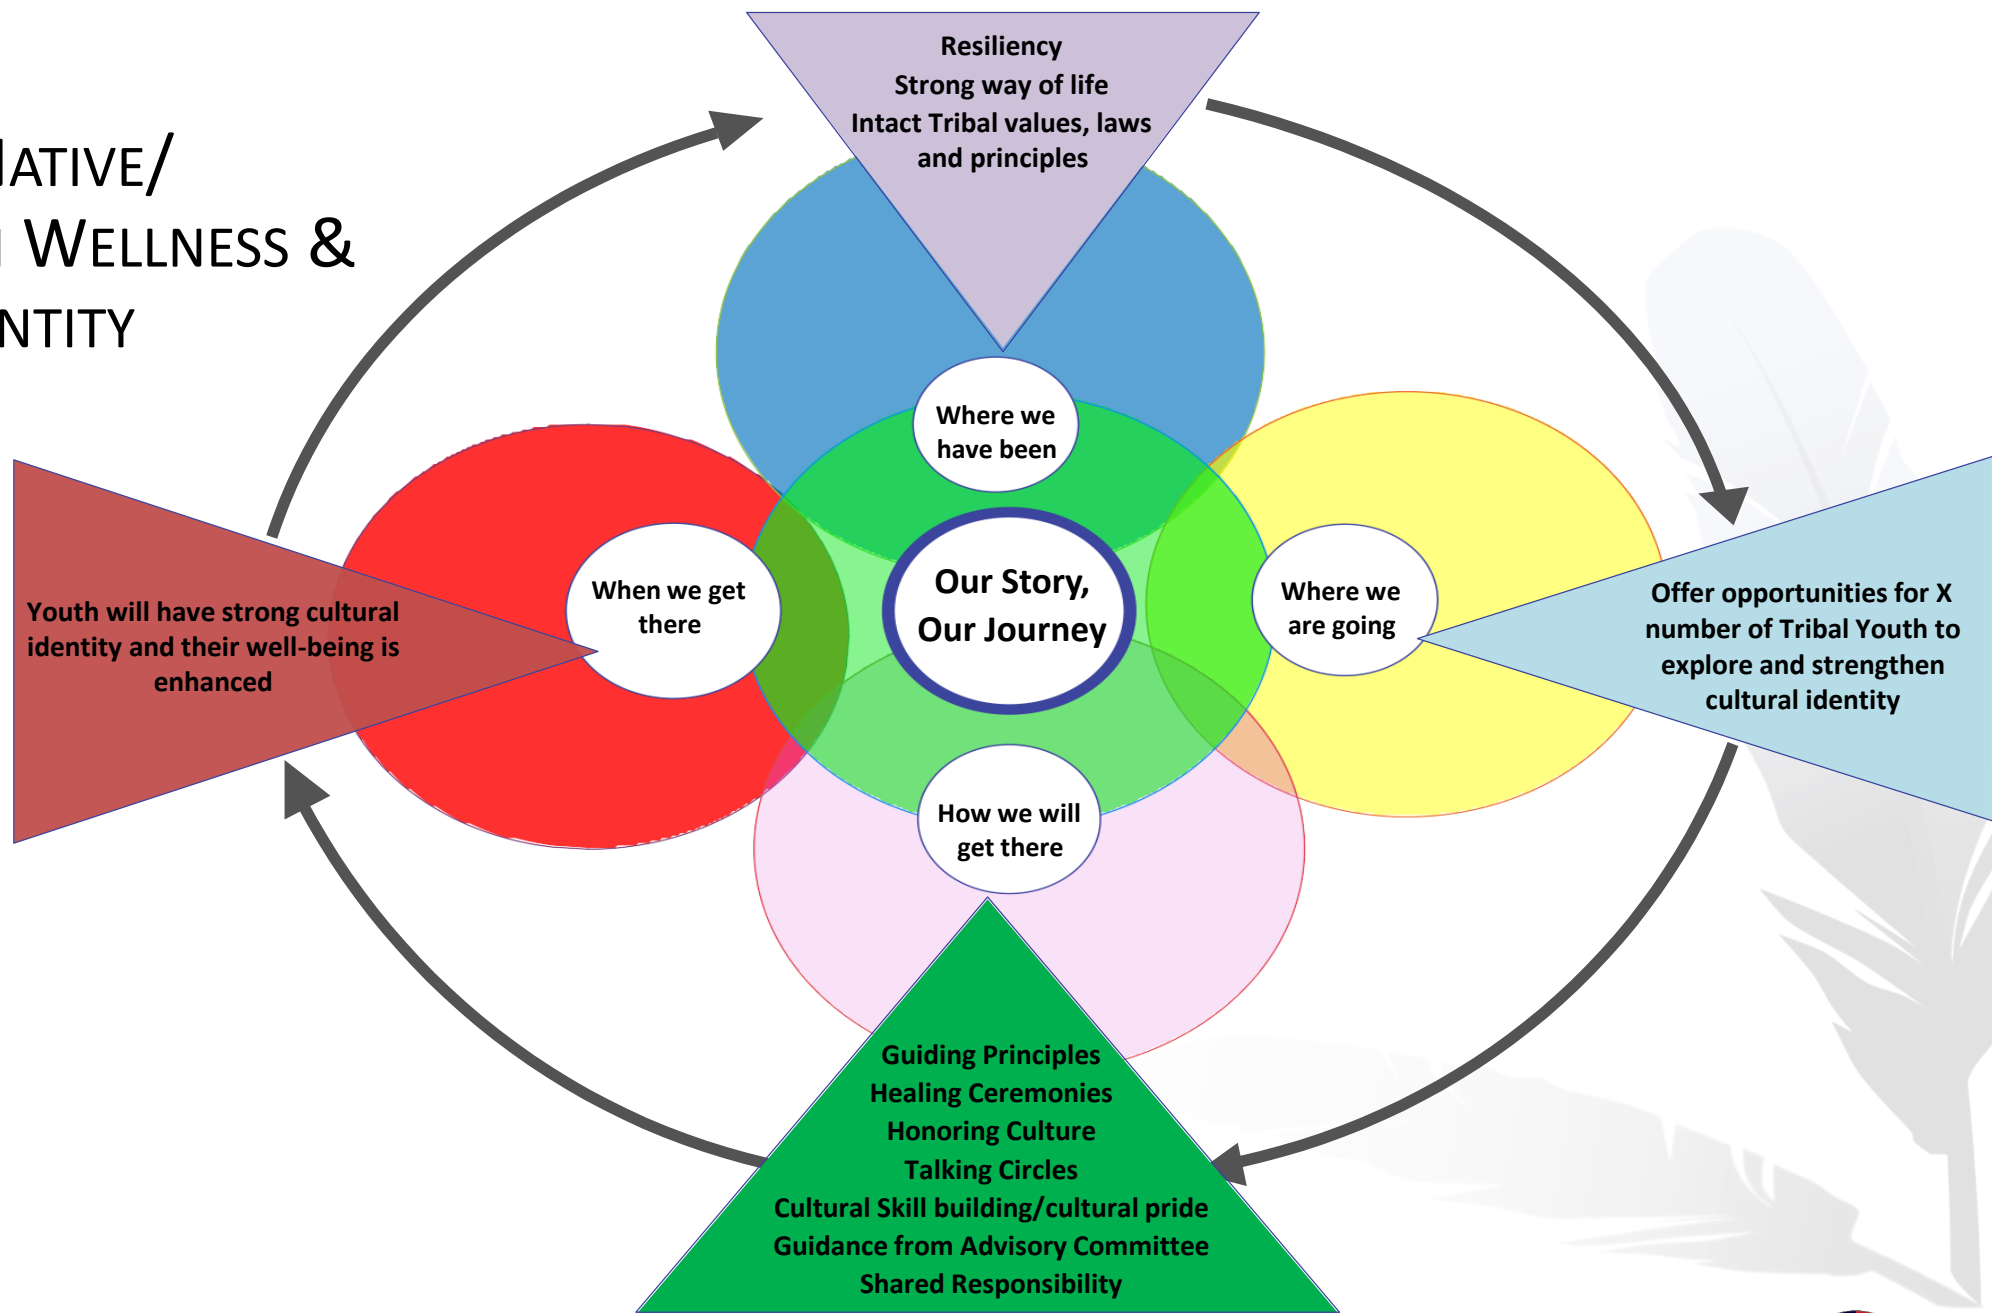 NATIVE/
WELLNESS &
NTITY
Resiliency
Strong way of life
Intact Tribal values, laws
and principles
Where we
have been
When we get
there
Our Story,
Our Journey
Where we
are going
How we will
get there
Youth will have strong cultural
identity and their well-being is
enhanced
Offer opportunities for X
number of Tribal Youth to
explore and strengthen
cultural identity
Guiding Principles
Healing Ceremonies
Honoring Culture
Talking Circles
Cultural Skill building/cultural pride
Guidance from Advisory Committee
Shared Responsibility